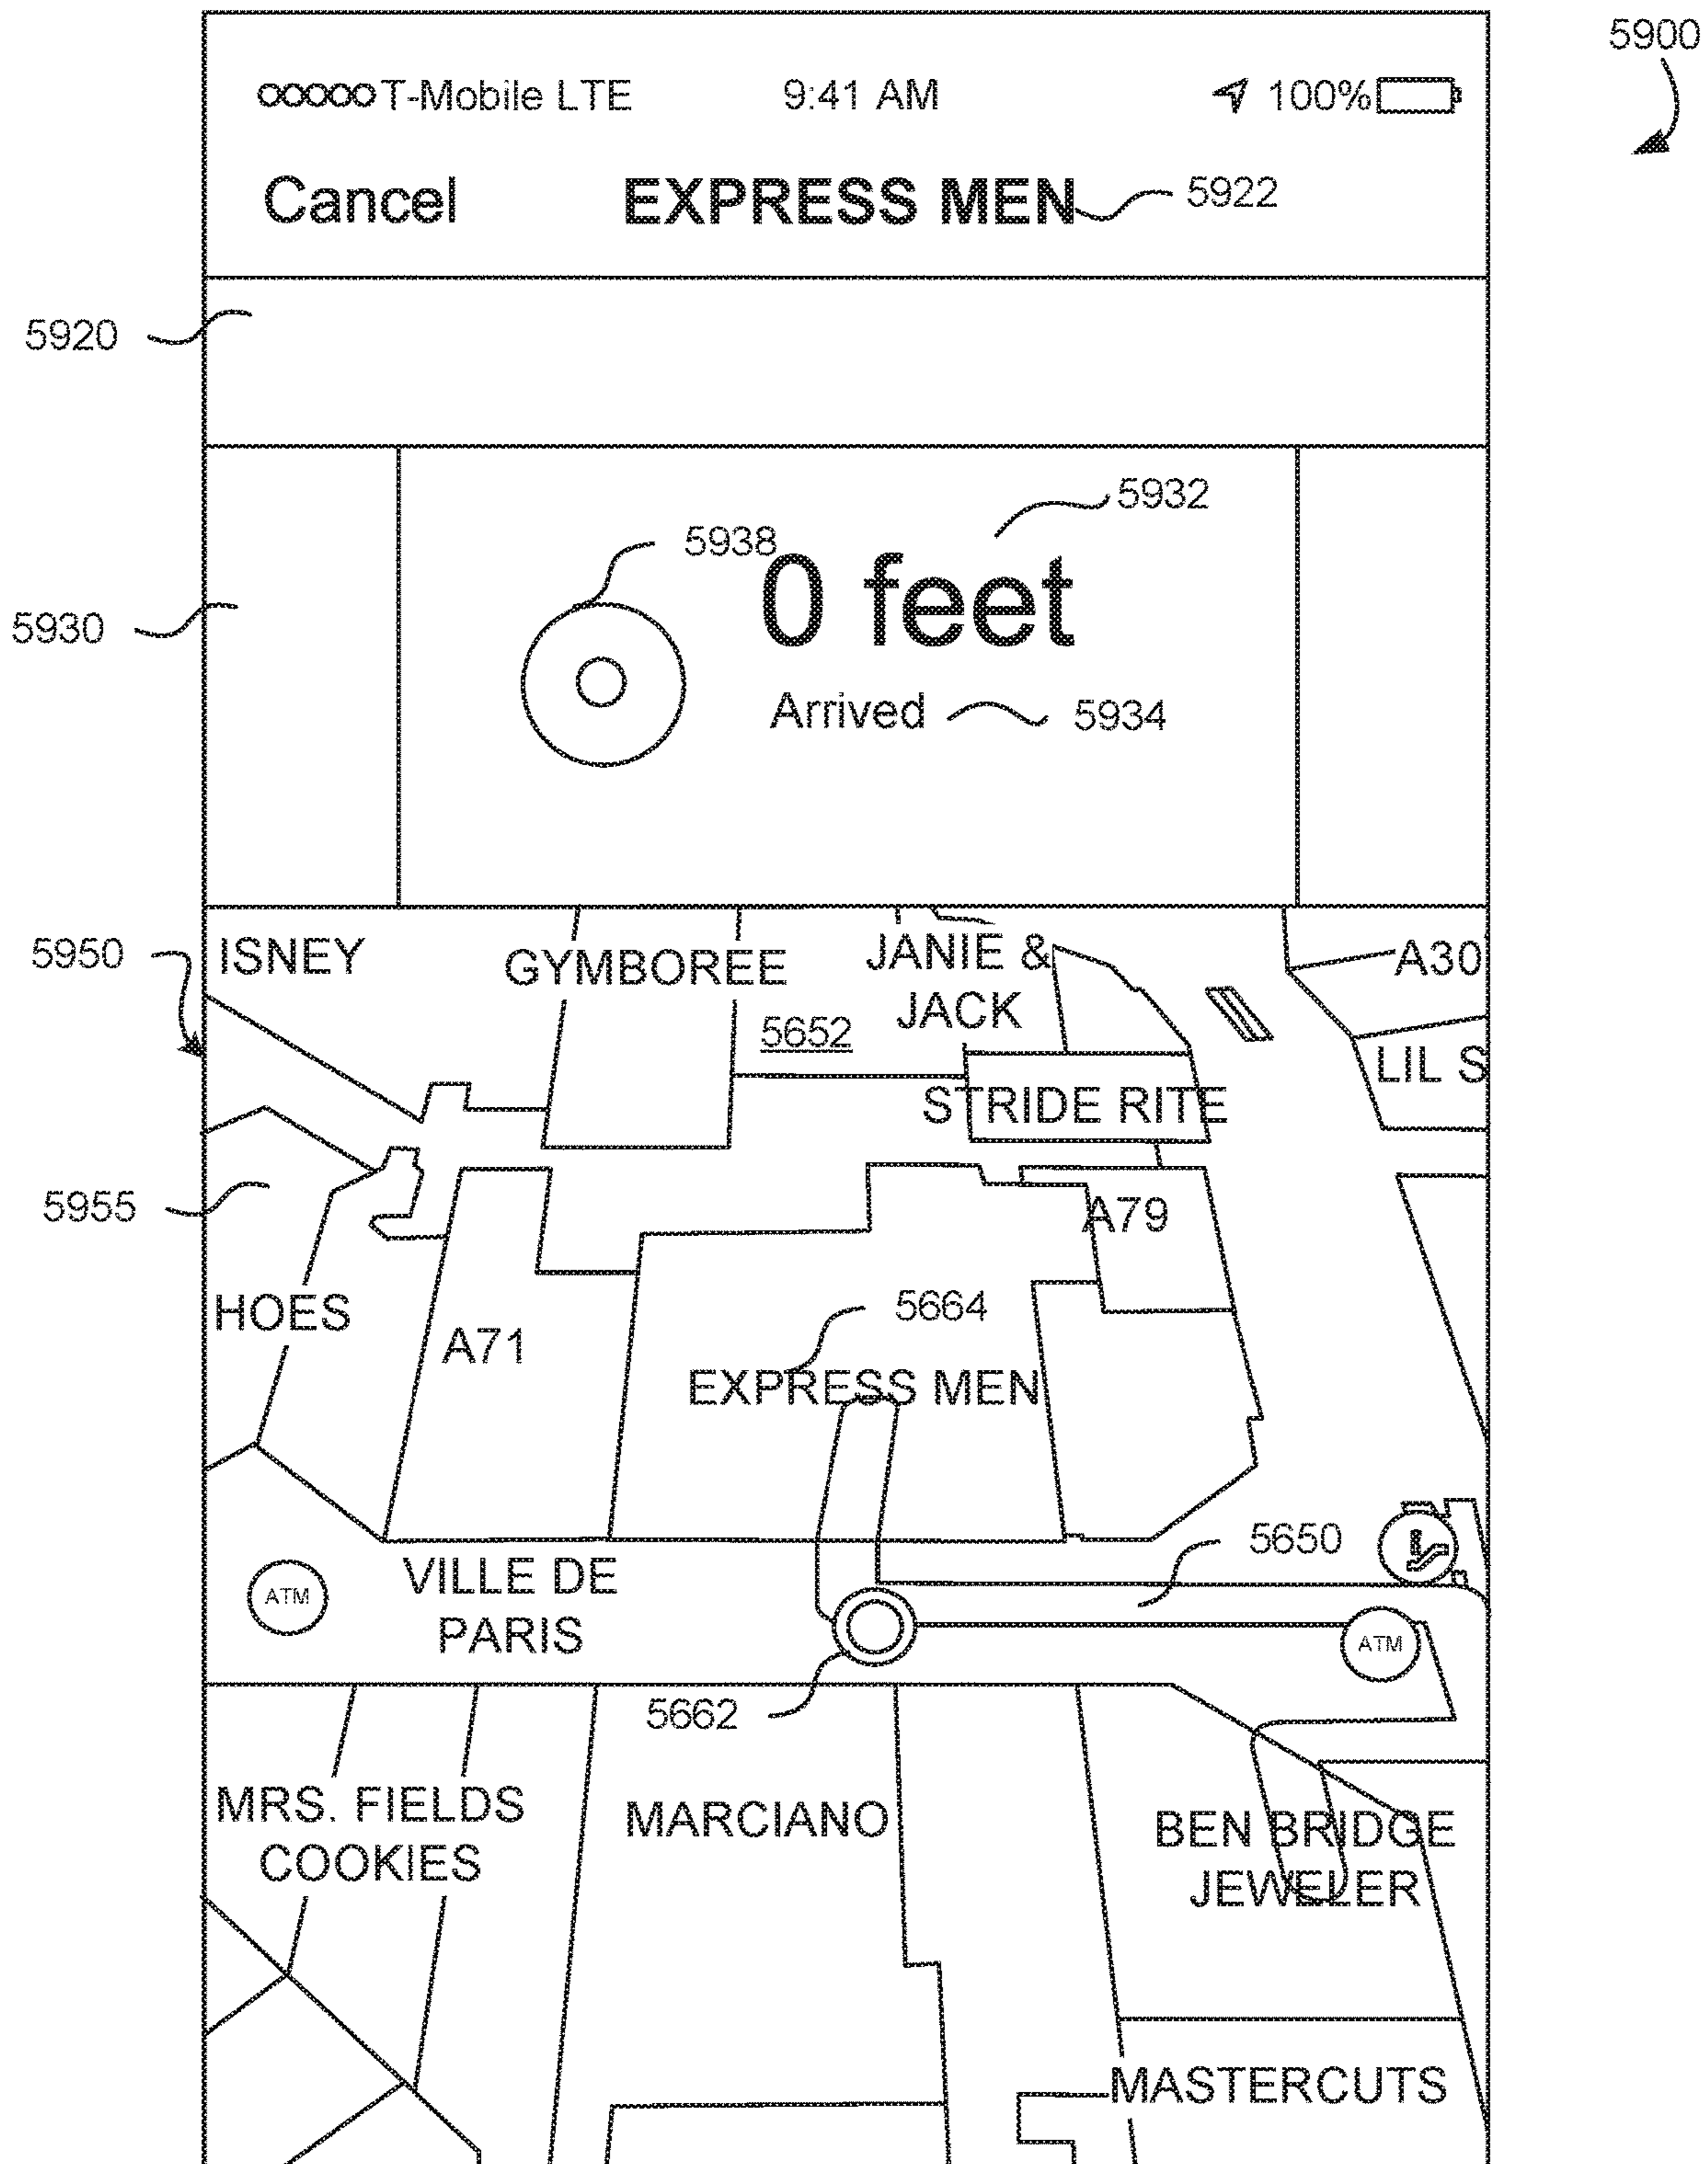 5900
T-Mobile LTE 9:41 AM 100%
Cancel EXPRESS MEN 5922
5920
5932
5938
0 feet
5930
Arrived 5934
5950
ISNEY
GYMBOREE
JANIE &
JACK
A30
5652
LIL S
STRIDE RITE
5955
A79
HOES
5664
A71
EXPRESS MEN
5650
VILLE DE
PARIS
ATM
ATM
5662
MRS. FIELDS
COOKIES
MARCIANO
BEN BRIDGE
JEWELER
MASTERCUTS